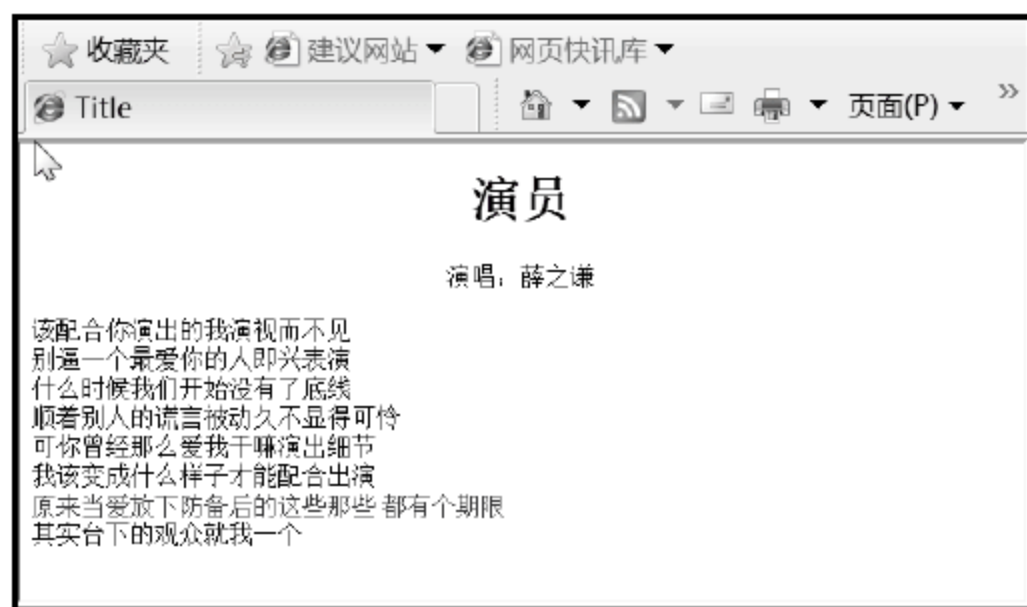 收藏夹 建议网站 网页快讯库
Title 页面(P) »
演员
演唱：薛之谦
该配合你演出的我演视而不见
别逼一个最爱你的人即兴表演
什么时候我们开始没有了底线
顺着别人的谎言被动久不显得可怜
可你曾经那么爱我干嘛演出细节
我该变成什么样子才能配合出演
原来当爱放下防备后的这些那些 都有个期限
其实台下的观众就我一个